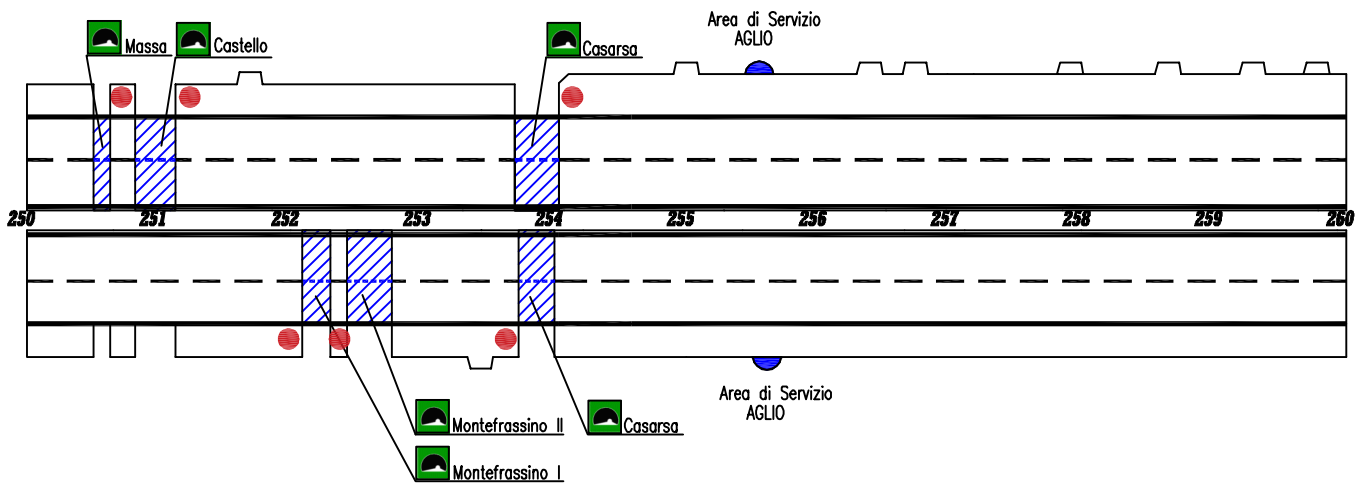 Area di Servizio
AGLIO
Massa
Castello
Casarsa
250 251 252 253 254 255 256 257 258 259 260
Area di Servizio
AGLIO
Montefrassino II
Casarsa
Montefrassino I